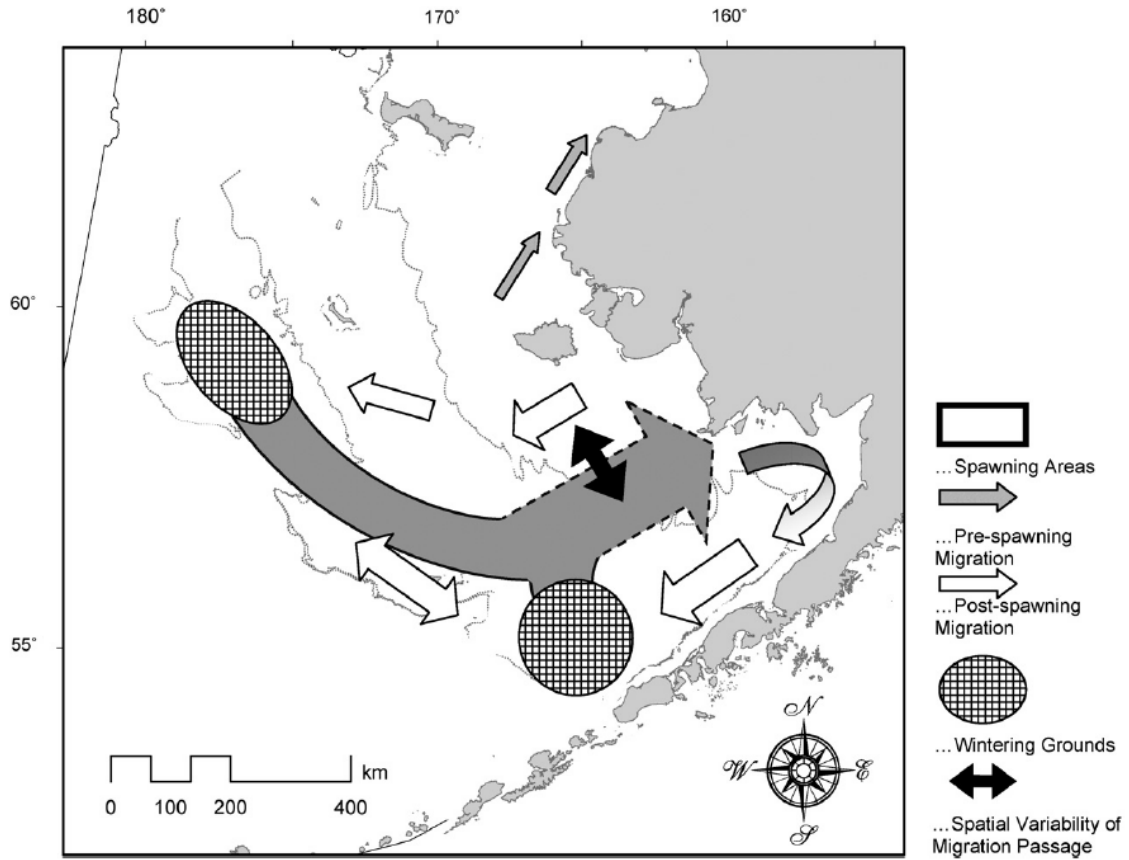 180° 170° 160°
60°
55°
0 100 200 400 km
N
W E
S
...Spawning Areas
...Pre-spawning
Migration
...Post-spawning
Migration
...Wintering Grounds
...Spatial Variability of
Migration Passage